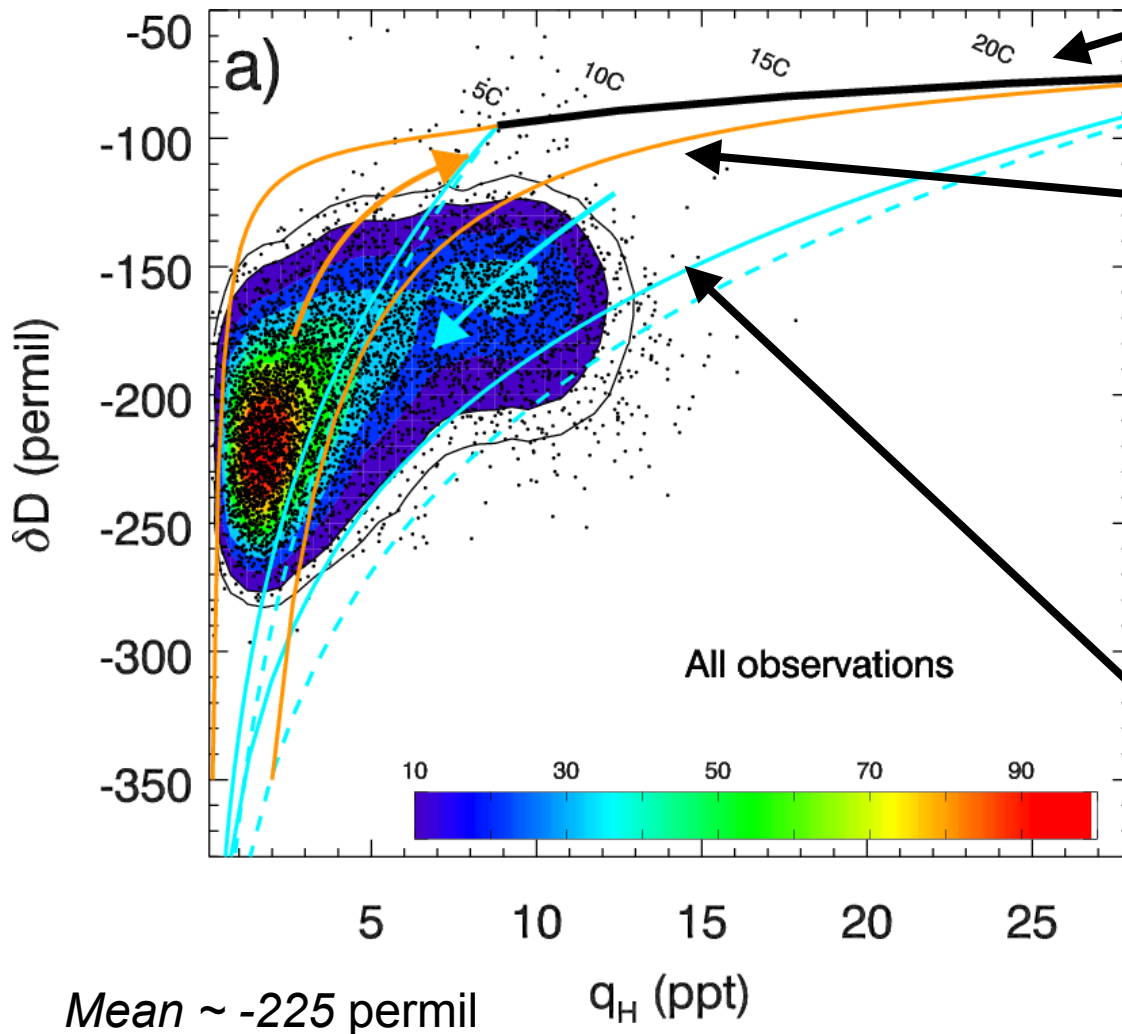 a)
5C
10C
15C
20C
-50
-100
-150
-200
-250
-300
-350
δD (permil)
All observations
10 30 50 70 90
5 10 15 20 25
q_H (ppt)
Mean ~ -225 permil